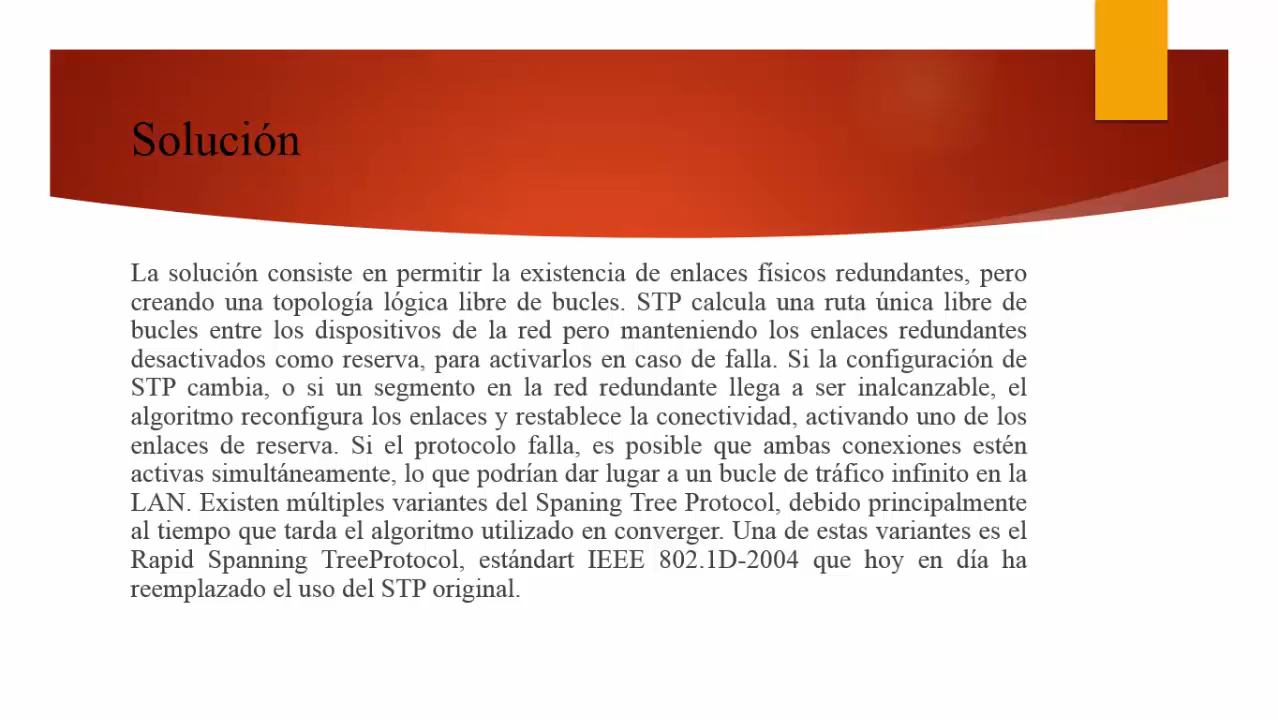 Solución
La solución consiste en permitir la existencia de enlaces físicos redundantes, pero
creando una topología lógica libre de bucles. STP calcula una ruta única libre de
bucles entre los dispositivos de la red pero manteniendo los enlaces redundantes
desactivados como reserva, para activarlos en caso de falla. Si la configuración de
STP cambia, o si un segmento en la red redundante llega a ser inalcanzable, el
algoritmo reconfigura los enlaces y restablece la conectividad, activando uno de los
enlaces de reserva. Si el protocolo falla, es posible que ambas conexiones estén
activas simultáneamente, lo que podrían dar lugar a un bucle de tráfico infinito en la
LAN. Existen múltiples variantes del Spaning Tree Protocol, debido principalmente
al tiempo que tarda el algoritmo utilizado en converger. Una de estas variantes es el
Rapid Spanning TreeProtocol, estándart IEEE 802.1D-2004 que hoy en día ha
reemplazado el uso del STP original.